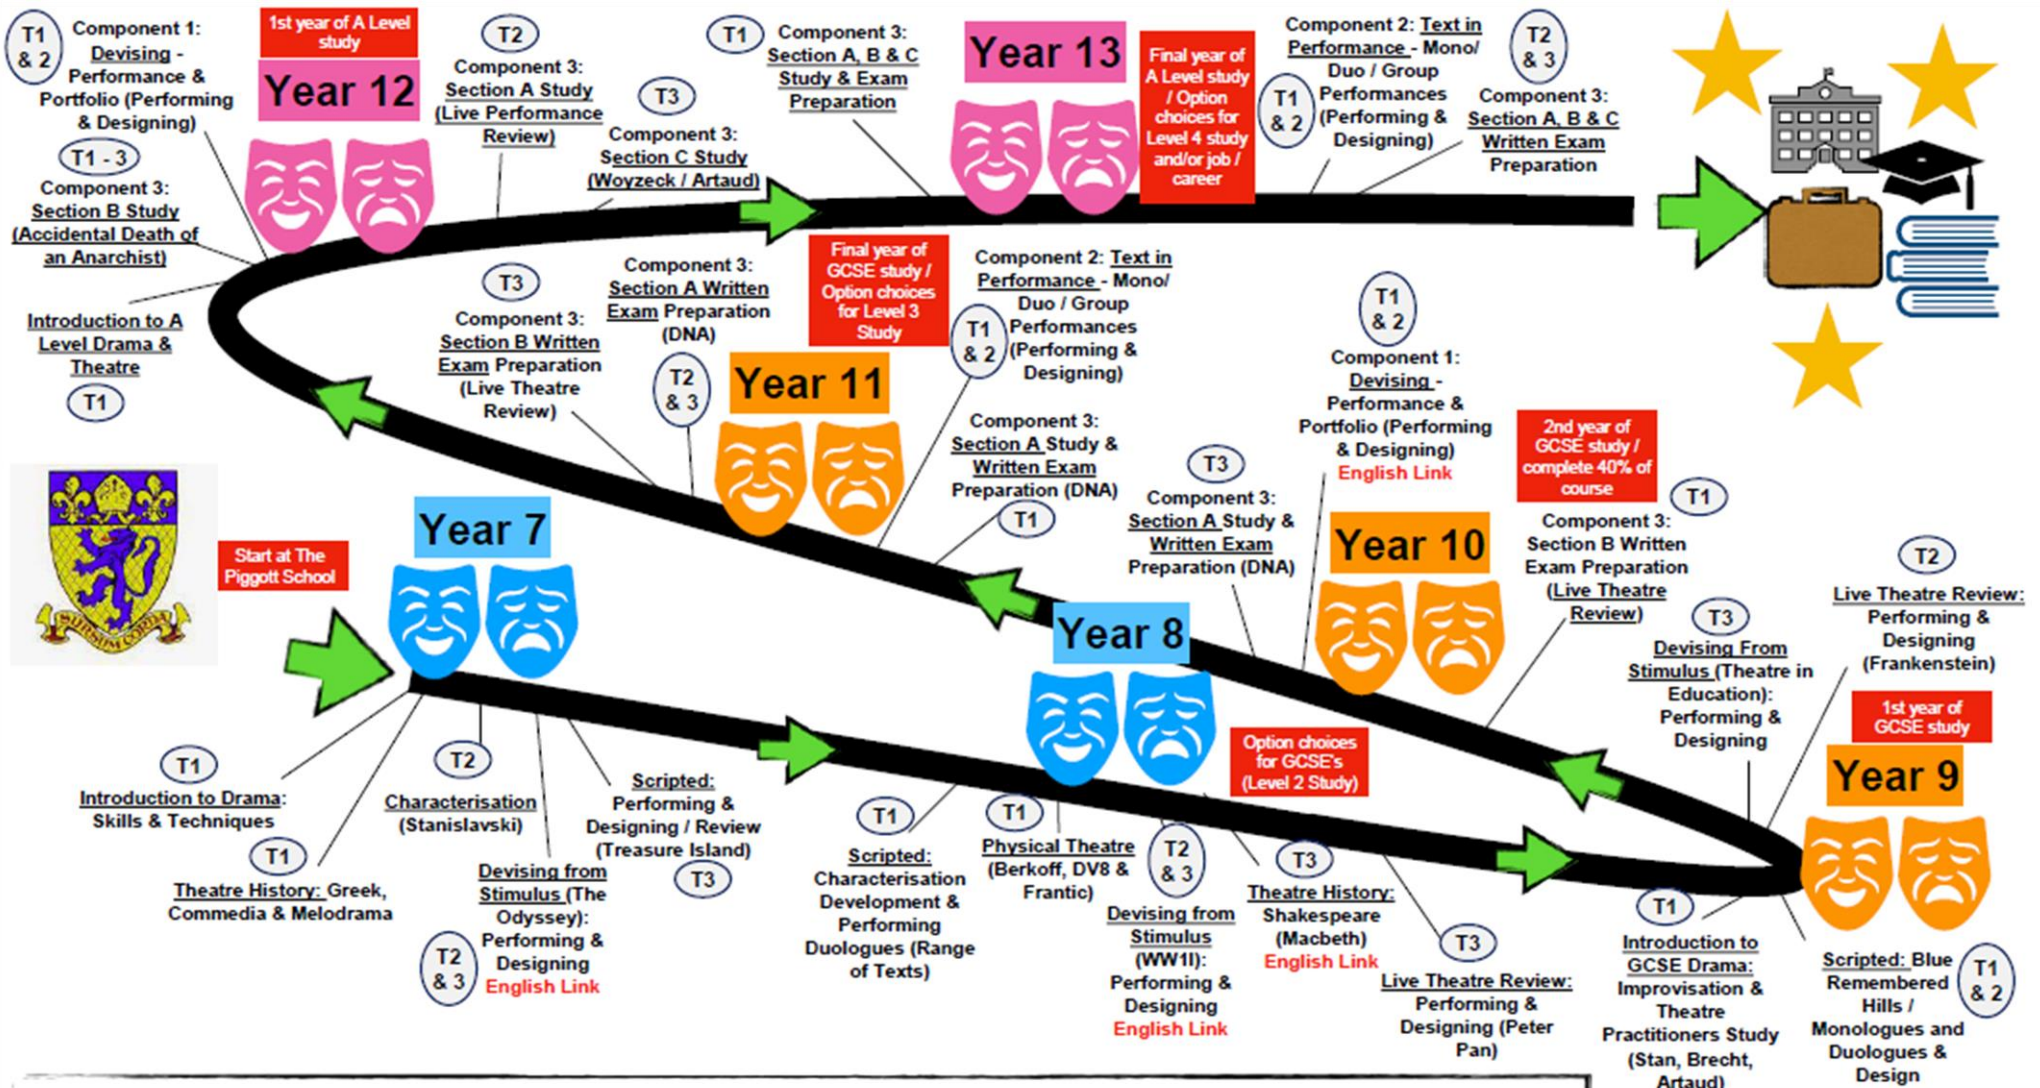 T1
& 2
Component 1:
Devising -
Performance &
Portfolio (Performing
& Designing)
T1 - 3
Component 3:
Section B Study
(Accidental Death of
an Anarchist)
Introduction to A
Level Drama &
Theatre
T1
1st year of A Level
study
Year 12
T2
Component 3:
Section A Study
(Live Performance
Review)
T3
Component 3:
Section C Study
(Woyzeck / Artaud)
T1
Component 3:
Section A, B & C
Study & Exam
Preparation
Year 13
Final year of
A Level study
/ Option
choices for
Level 4 study
and/or job /
career
Component 2: Text in
Performance - Mono/
Duo / Group
Performances
(Performing &
Designing)
T1
& 2
T2
& 3
Component 3:
Section A, B & C
Written Exam
Preparation
T3
Component 3:
Section B Written
Exam Preparation
(Live Theatre
Review)
Component 3:
Section A Written
Exam Preparation
(DNA)
T2
& 3
Final year of
GCSE study /
Option choices
for Level 3
Study
Year 11
Component 2: Text in
Performance - Mono/
Duo / Group
Performances
(Performing &
Designing)
T1
& 2
Component 3:
Section A Study &
Written Exam
Preparation (DNA)
T1
T3
Component 3:
Section A Study &
Written Exam
Preparation (DNA)
T1
& 2
Component 1:
Devising -
Performance &
Portfolio (Performing
& Designing)
English Link
2nd year of
GCSE study /
complete 40% of
course
Year 10
T1
Component 3:
Section B Written
Exam Preparation
(Live Theatre
Review)
T3
Devising From
Stimulus (Theatre in
Education):
Performing &
Designing
T2
Live Theatre Review:
Performing &
Designing
(Frankenstein)
1st year of
GCSE study
Year 9
SURSUM CORDA
Start at The
Piggott School
Year 7
T1
Introduction to Drama:
Skills & Techniques
T1
Theatre History: Greek,
Commedia & Melodrama
T2
Characterisation
(Stanislavski)
Devising from
Stimulus (The
Odyssey):
Performing &
Designing
English Link
T2
& 3
Scripted:
Performing &
Designing / Review
(Treasure Island)
T3
Year 8
Option choices
for GCSE's
(Level 2 Study)
T1
Scripted:
Characterisation
Development &
Performing
Duologues (Range
of Texts)
T1
Physical Theatre
(Berkoff, DV8 &
Frantic)
T2
& 3
Devising from
Stimulus
(WW1I):
Performing &
Designing
English Link
T3
Theatre History:
Shakespeare
(Macbeth)
English Link
T3
Live Theatre Review:
Performing &
Designing (Peter
Pan)
T1
Introduction to
GCSE Drama:
Improvisation &
Theatre
Practitioners Study
(Stan, Brecht,
Artaud)
Scripted: Blue
Remembered
Hills /
Monologues and
Duologues &
Design
T1
& 2